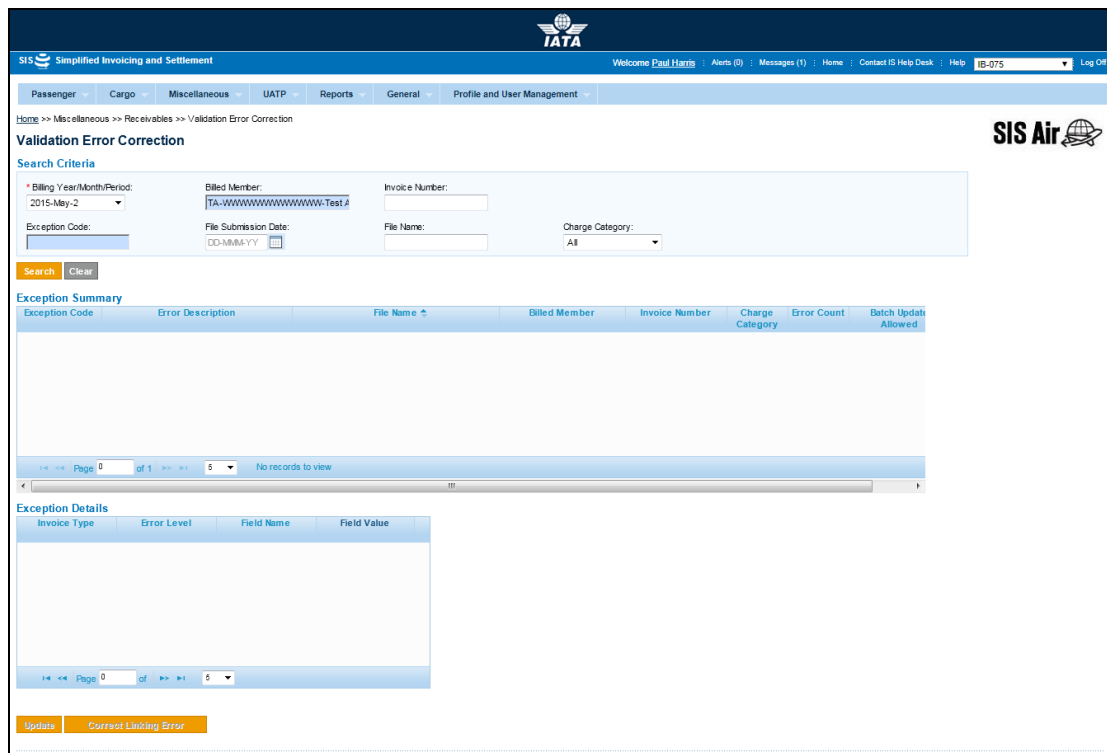 IATA
SIS Simplified Invoicing and Settlement
Welcome Paul Harris : Alerts (0) : Messages (1) : Home : Contact IS Help Desk : Help IB-075 Log Off
Passenger Cargo Miscellaneous UATP Reports General Profile and User Management
Home >> Miscellaneous >> Receivables >> Validation Error Correction
SIS Air
Validation Error Correction
Search Criteria
* Billing Year/Month/Period: Billed Member: Invoice Number:
2015-May-2 TA-WWWWWWWWWWWWW-Test A
Exception Code: File Submission Date: File Name: Charge Category:
DD-MMM-YY All
Search Clear
Exception Summary
Exception Code Error Description File Name Billed Member Invoice Number Charge Category Error Count Batch Update Allowed
Page 0 of 1 5 No records to view
Exception Details
Invoice Type Error Level Field Name Field Value
Page 0 of 5
Update Correct Linking Error